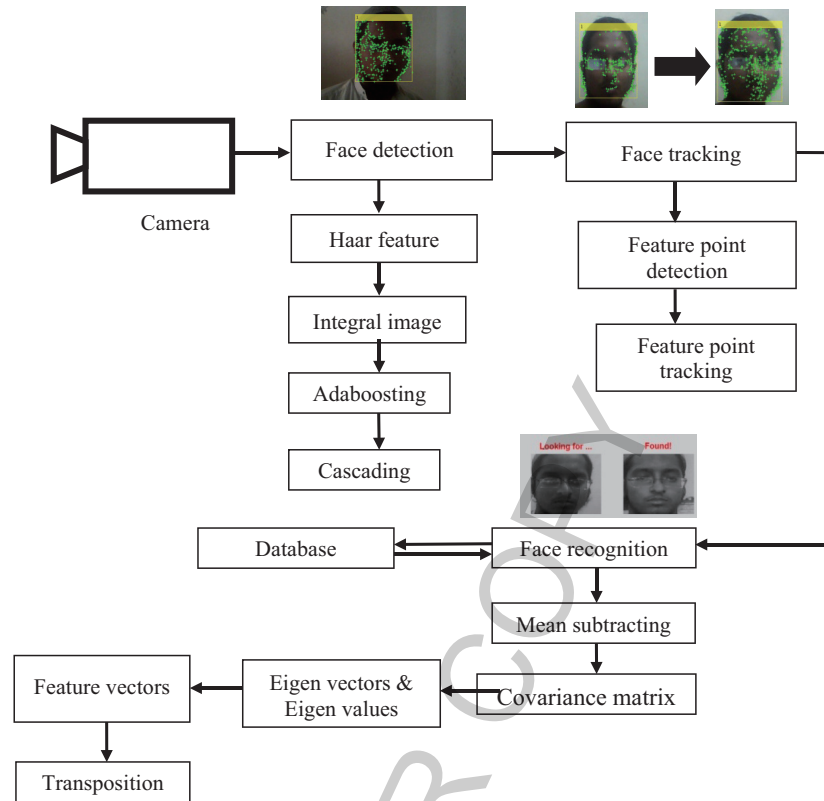 Camera
Face detection
Face tracking
Haar feature
Feature point
detection
Integral image
Feature point
tracking
Adaboosting
Cascading
Looking for ...
Found!
Database
Face recognition
Mean subtracting
Covariance matrix
Eigen vectors &
Eigen values
Feature vectors
Transposition
R COPY